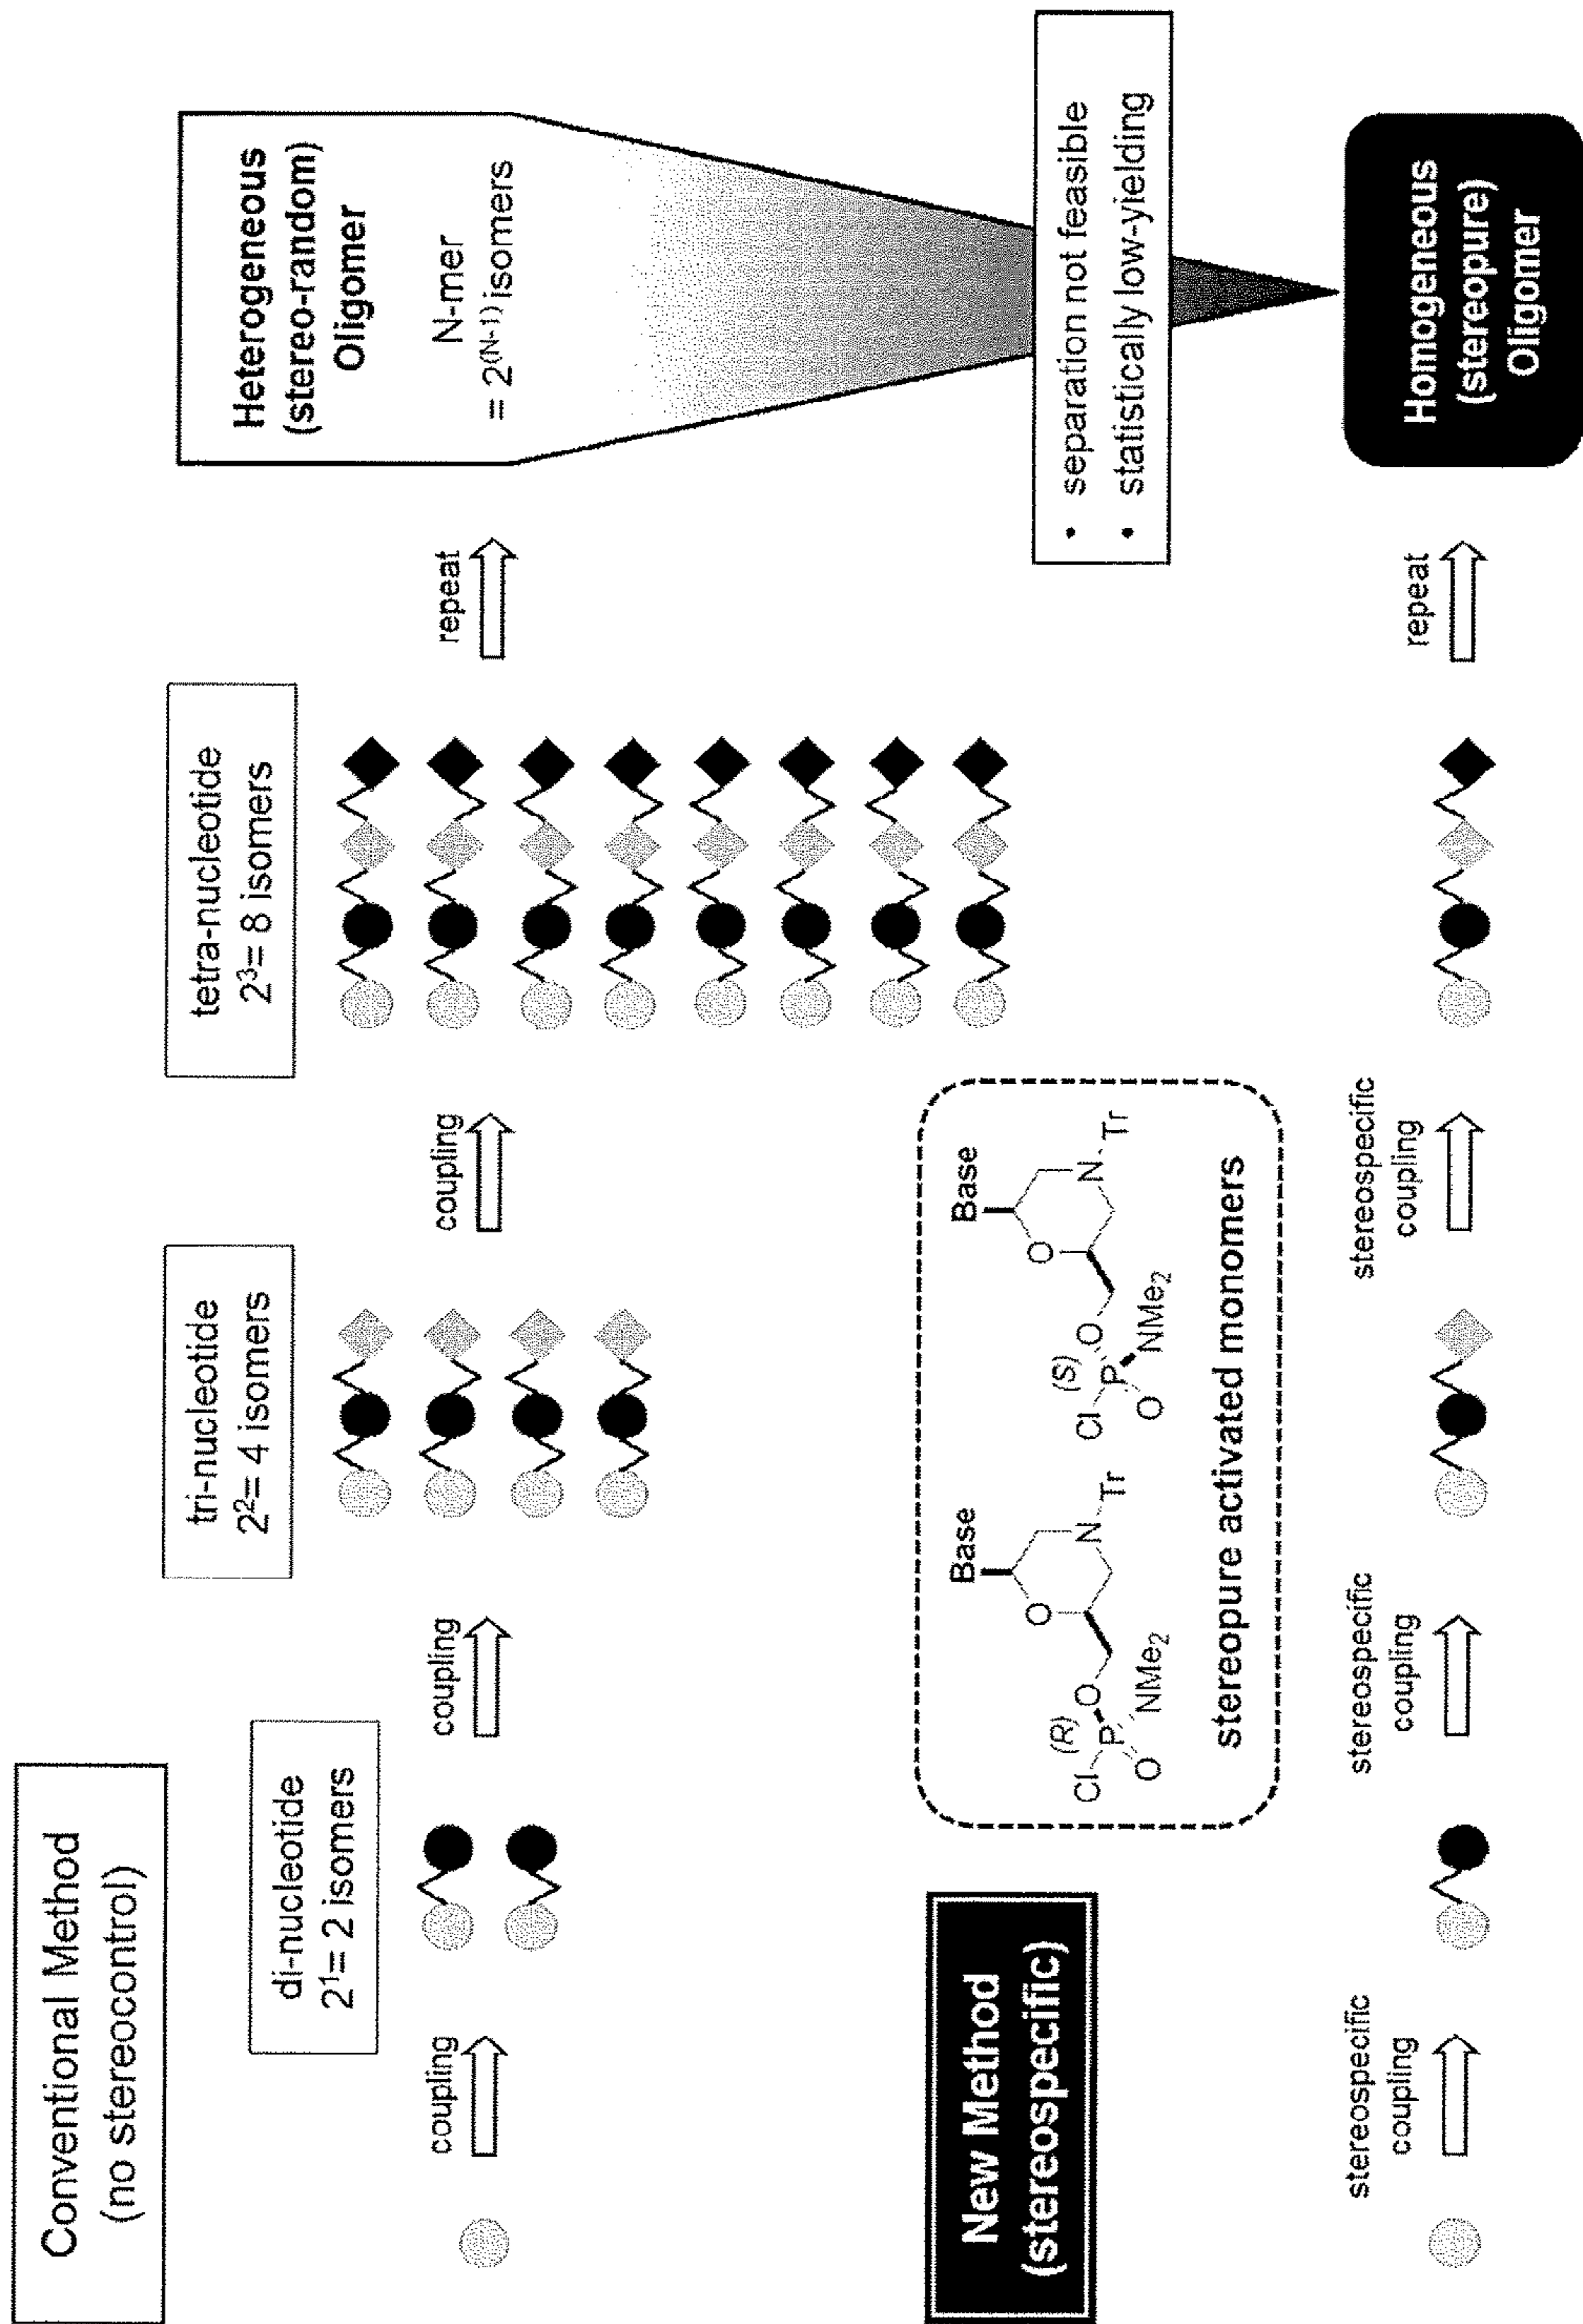 Conventional Method
(no stereocontrol)
di-nucleotide
2¹= 2 isomers
tri-nucleotide
2²= 4 isomers
tetra-nucleotide
2³= 8 isomers
Heterogeneous
(stereo-random)
Oligomer
N-mer
= 2⁽ᴺ⁻¹⁾ isomers
coupling
coupling
coupling
repeat
• separation not feasible
• statistically low-yielding
New Method
(stereospecific)
Base
O
N
Tr
(R)
O
Cl
P
NMe₂
O
Base
O
N
Tr
(S)
O
Cl
P
NMe₂
O
stereopure activated monomers
stereospecific
coupling
stereospecific
coupling
stereospecific
coupling
repeat
Homogeneous
(stereopure)
Oligomer